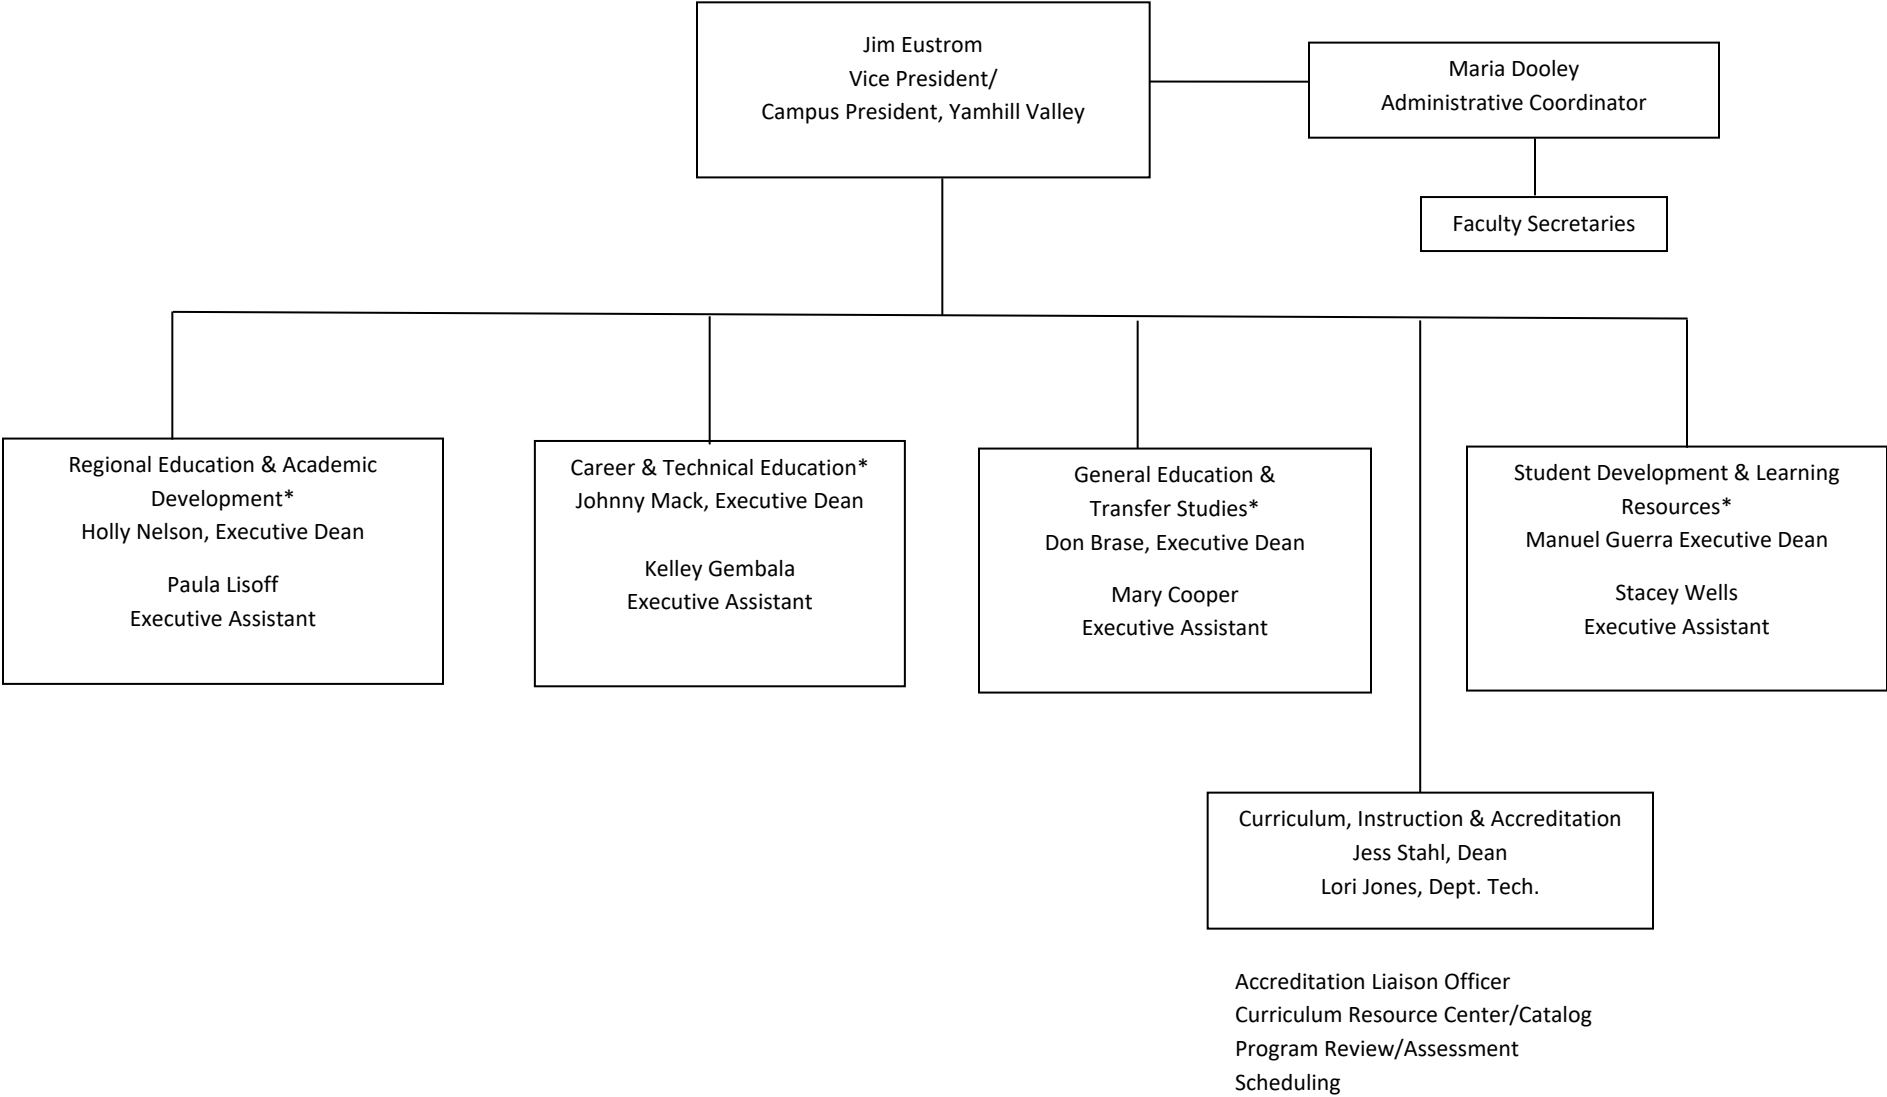 Jim Eustrom
Vice President/
Campus President, Yamhill Valley
Maria Dooley
Administrative Coordinator
Faculty Secretaries
Regional Education & Academic
Development*
Holly Nelson, Executive Dean
Paula Lisoff
Executive Assistant
Career & Technical Education*
Johnny Mack, Executive Dean
Kelley Gembala
Executive Assistant
General Education &
Transfer Studies*
Don Brase, Executive Dean
Mary Cooper
Executive Assistant
Student Development & Learning
Resources*
Manuel Guerra Executive Dean
Stacey Wells
Executive Assistant
Curriculum, Instruction & Accreditation
Jess Stahl, Dean
Lori Jones, Dept. Tech.
Accreditation Liaison Officer
Curriculum Resource Center/Catalog
Program Review/Assessment
Scheduling